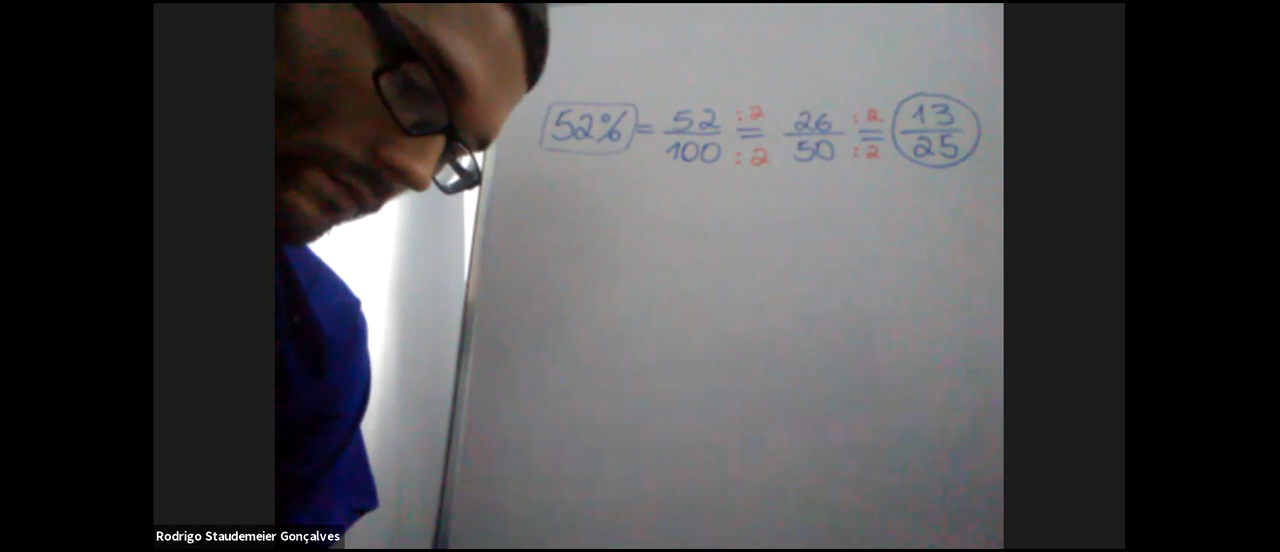 52% = 52/100 :2 = :2 26/50 :2 = :2 13/25
Rodrigo Staudemeier Gonçalves